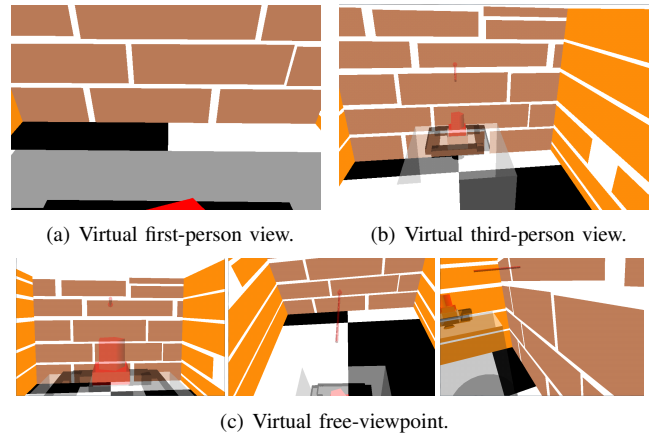 (a) Virtual first-person view.
(b) Virtual third-person view.
(c) Virtual free-viewpoint.